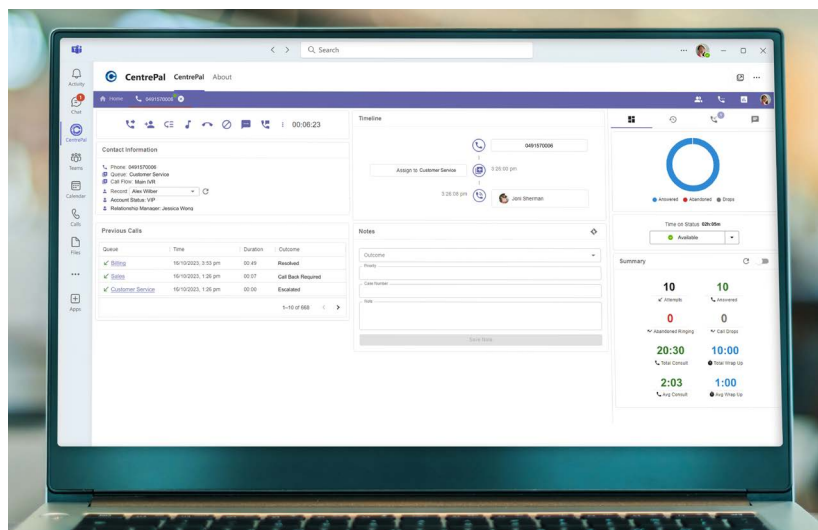 Search
Activity
Chat
CentrePal
Teams
Calendar
Calls
Files
Apps
CentrePal CentrePal About
Home 0491570006
00:06:23
Contact Information
Phone: 0491570006
Queue: Customer Service
Call Flow: Main IVR
Record: Alex Wilber
Account Status: VIP
Relationship Manager: Jessica Wong
Previous Calls
Queue Time Duration Outcome
Billing 16/10/2023, 3:53 pm 00:49 Resolved
Sales 16/10/2023, 1:26 pm 00:07 Call Back Required
Customer Service 16/10/2023, 1:26 pm 00:00 Escalated
1–10 of 668
Timeline
0491570006
Assign to Customer Service
3:26:00 pm
3:26:08 pm
Joni Sherman
Notes
Outcome
Priority
Case Number
Note
Save Note
Answered Abandoned Drops
Time on Status 02h:05m
Available
Summary
10 10
Attempts Answered
0 0
Abandoned Ringing Call Drops
20:30 10:00
Total Consult Total Wrap Up
2:03 1:00
Avg Consult Avg Wrap Up